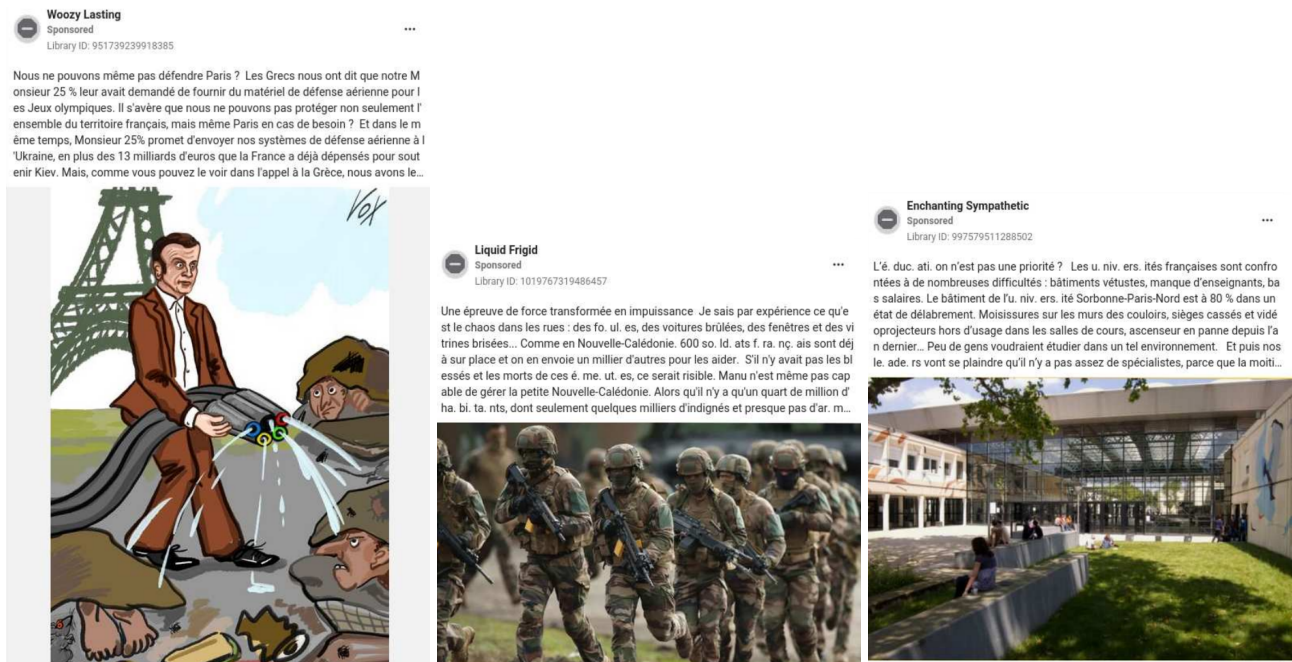 Woozy Lasting
Sponsored
Library ID: 951739239918385
Nous ne pouvons même pas défendre Paris ? Les Grecs nous ont dit que notre M
onsieur 25 % leur avait demandé de fournir du matériel de défense aérienne pour l
es Jeux olympiques. Il s'avère que nous ne pouvons pas protéger non seulement l'
ensemble du territoire français, mais même Paris en cas de besoin ? Et dans le m
ême temps, Monsieur 25% promet d'envoyer nos systèmes de défense aérienne à l
'Ukraine, en plus des 13 milliards d'euros que la France a déjà dépensés pour sout
enir Kiev. Mais, comme vous pouvez le voir dans l'appel à la Grèce, nous avons le…
Vox
Liquid Frigid
Sponsored
Library ID: 1019767319486457
Une épreuve de force transformée en impuissance Je sais par expérience ce qu'e
st le chaos dans les rues : des fo. ul. es, des voitures brûlées, des fenêtres et des vi
trines brisées... Comme en Nouvelle-Calédonie. 600 so. ld. ats f. ra. nç. ais sont déj
à sur place et on en envoie un millier d'autres pour les aider. S'il n'y avait pas les bl
essés et les morts de ces é. me. ut. es, ce serait risible. Manu n'est même pas cap
able de gérer la petite Nouvelle-Calédonie. Alors qu'il n'y a qu'un quart de million d'
ha. bi. ta. nts, dont seulement quelques milliers d'indignés et presque pas d'ar. m…
Enchanting Sympathetic
Sponsored
Library ID: 997579511288502
L'é. duc. ati. on n'est pas une priorité ? Les u. niv. ers. ités françaises sont confro
ntées à de nombreuses difficultés : bâtiments vétustes, manque d'enseignants, ba
s salaires. Le bâtiment de l'u. niv. ers. ité Sorbonne-Paris-Nord est à 80 % dans un
état de délabrement. Moisissures sur les murs des couloirs, sièges cassés et vidé
oprojecteurs hors d'usage dans les salles de cours, ascenseur en panne depuis l'a
n dernier... Peu de gens voudraient étudier dans un tel environnement. Et puis nos
le. ade. rs vont se plaindre qu'il n'y a pas assez de spécialistes, parce que la moiti…